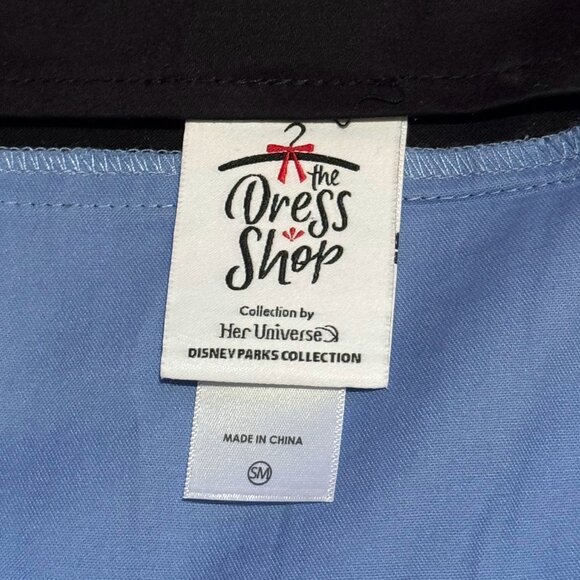 the
Dress
Shop
Collection by
Her Universe
DISNEY PARKS COLLECTION
MADE IN CHINA
SM